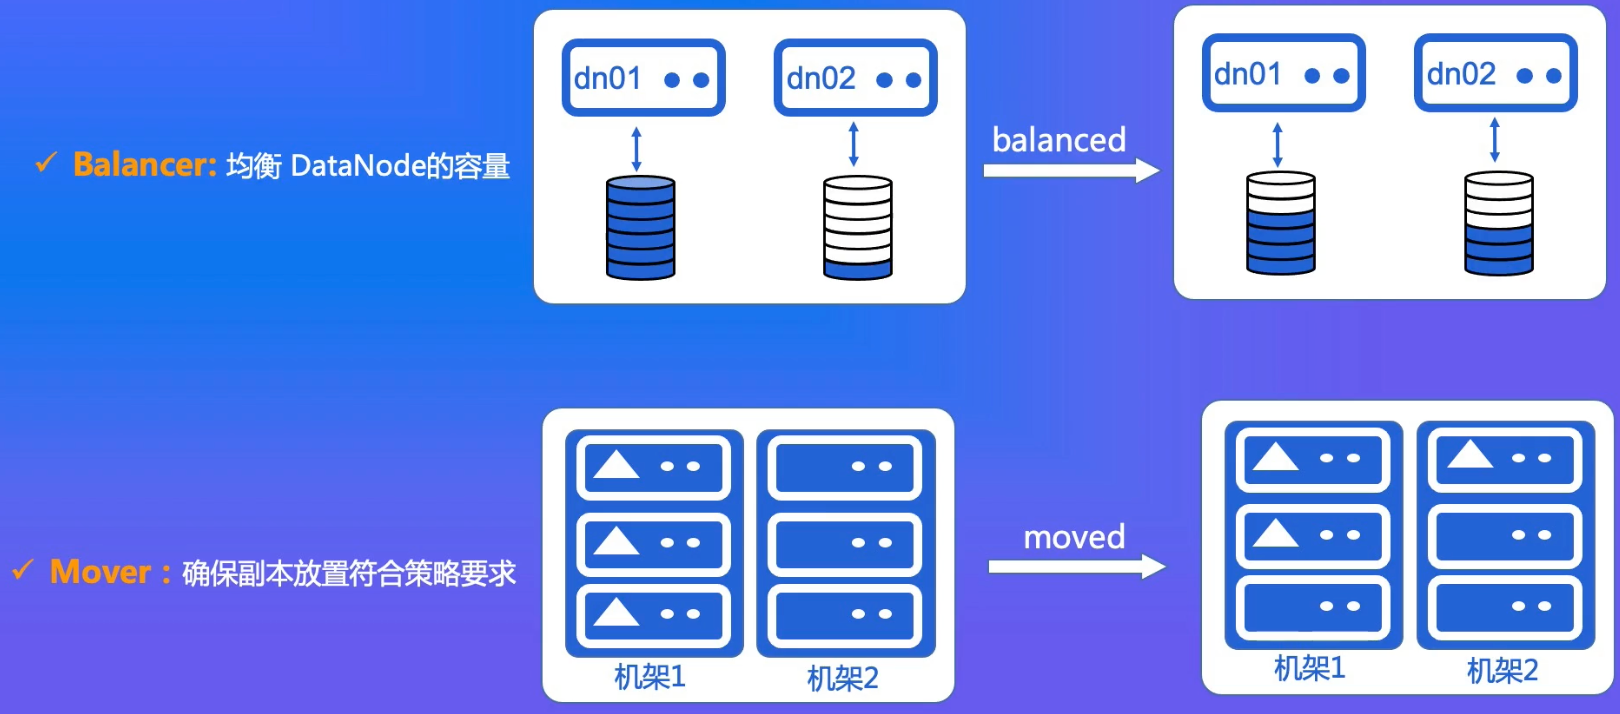 dn01
dn02
dn01
dn02
✓ Balancer: 均衡 DataNode的容量
balanced
✓ Mover : 确保副本放置符合策略要求
moved
机架1
机架2
机架1
机架2